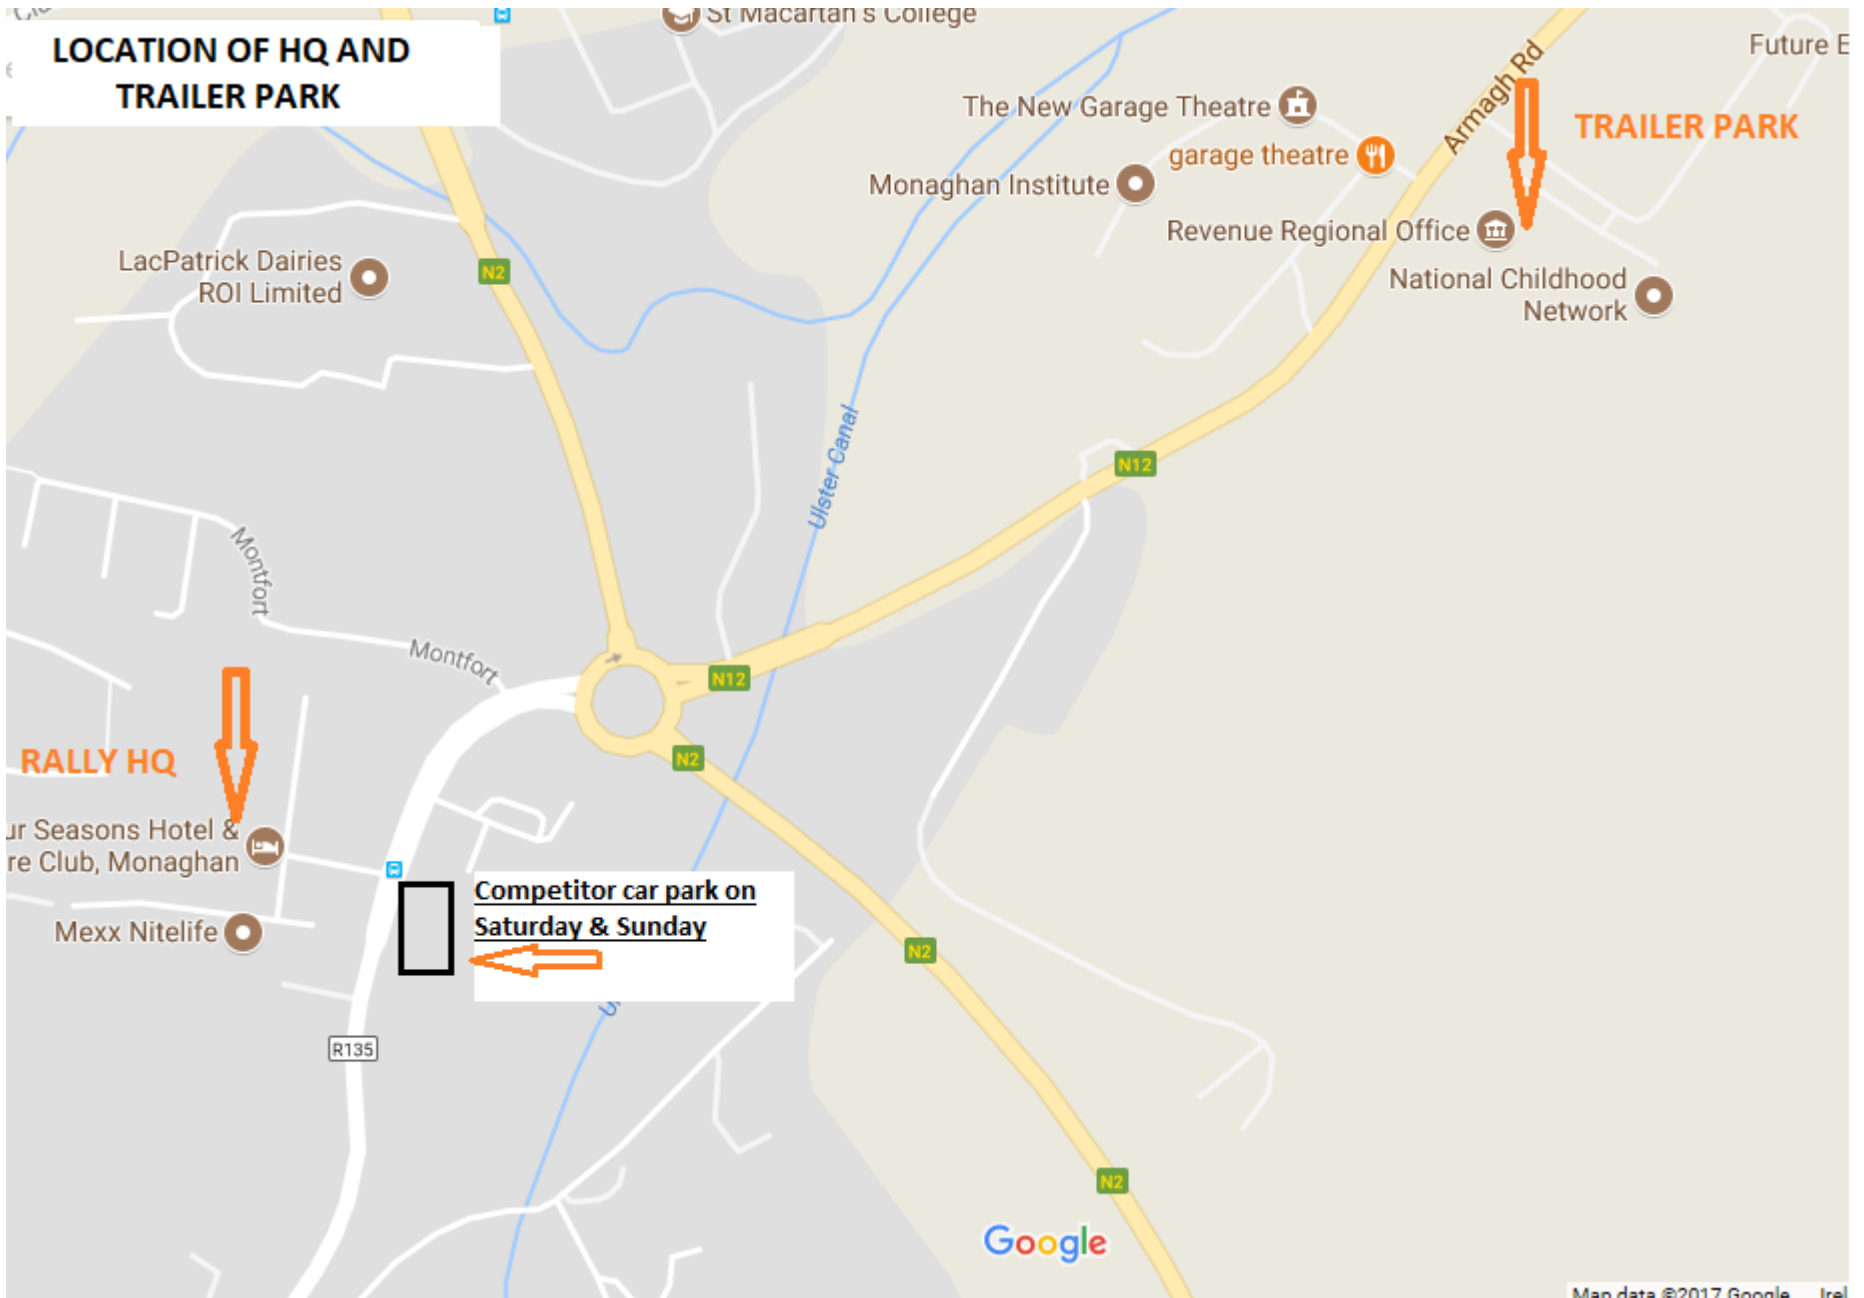 St Macartan's College
Future E
LOCATION OF HQ AND
TRAILER PARK
Armagh Rd
The New Garage Theatre
TRAILER PARK
garage theatre
Monaghan Institute
Revenue Regional Office
LacPatrick Dairies
ROI Limited
N2
National Childhood
Network
Ulster Canal
N12
Montfort
Montfort
N12
RALLY HQ
N2
ur Seasons Hotel &
re Club, Monaghan
Competitor car park on
Saturday & Sunday
Mexx Nitelife
N2
R135
N2
Google
Map data ©2017 Google Irel